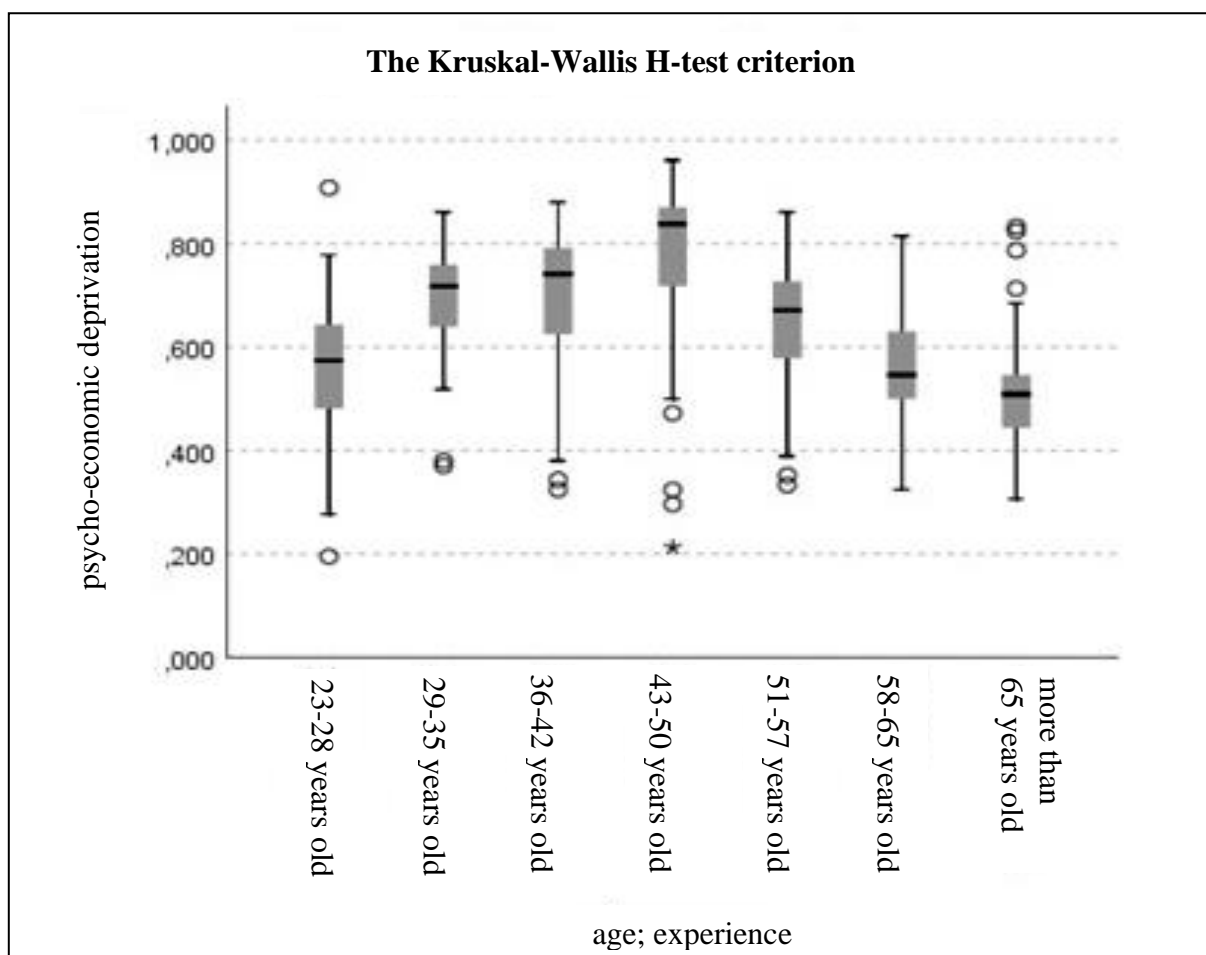 The Kruskal-Wallis H-test criterion
psycho-economic deprivation
1,000
,800
,600
,400
,200
,000
23-28 years old
29-35 years old
36-42 years old
43-50 years old
51-57 years old
58-65 years old
more than
65 years old
age; experience